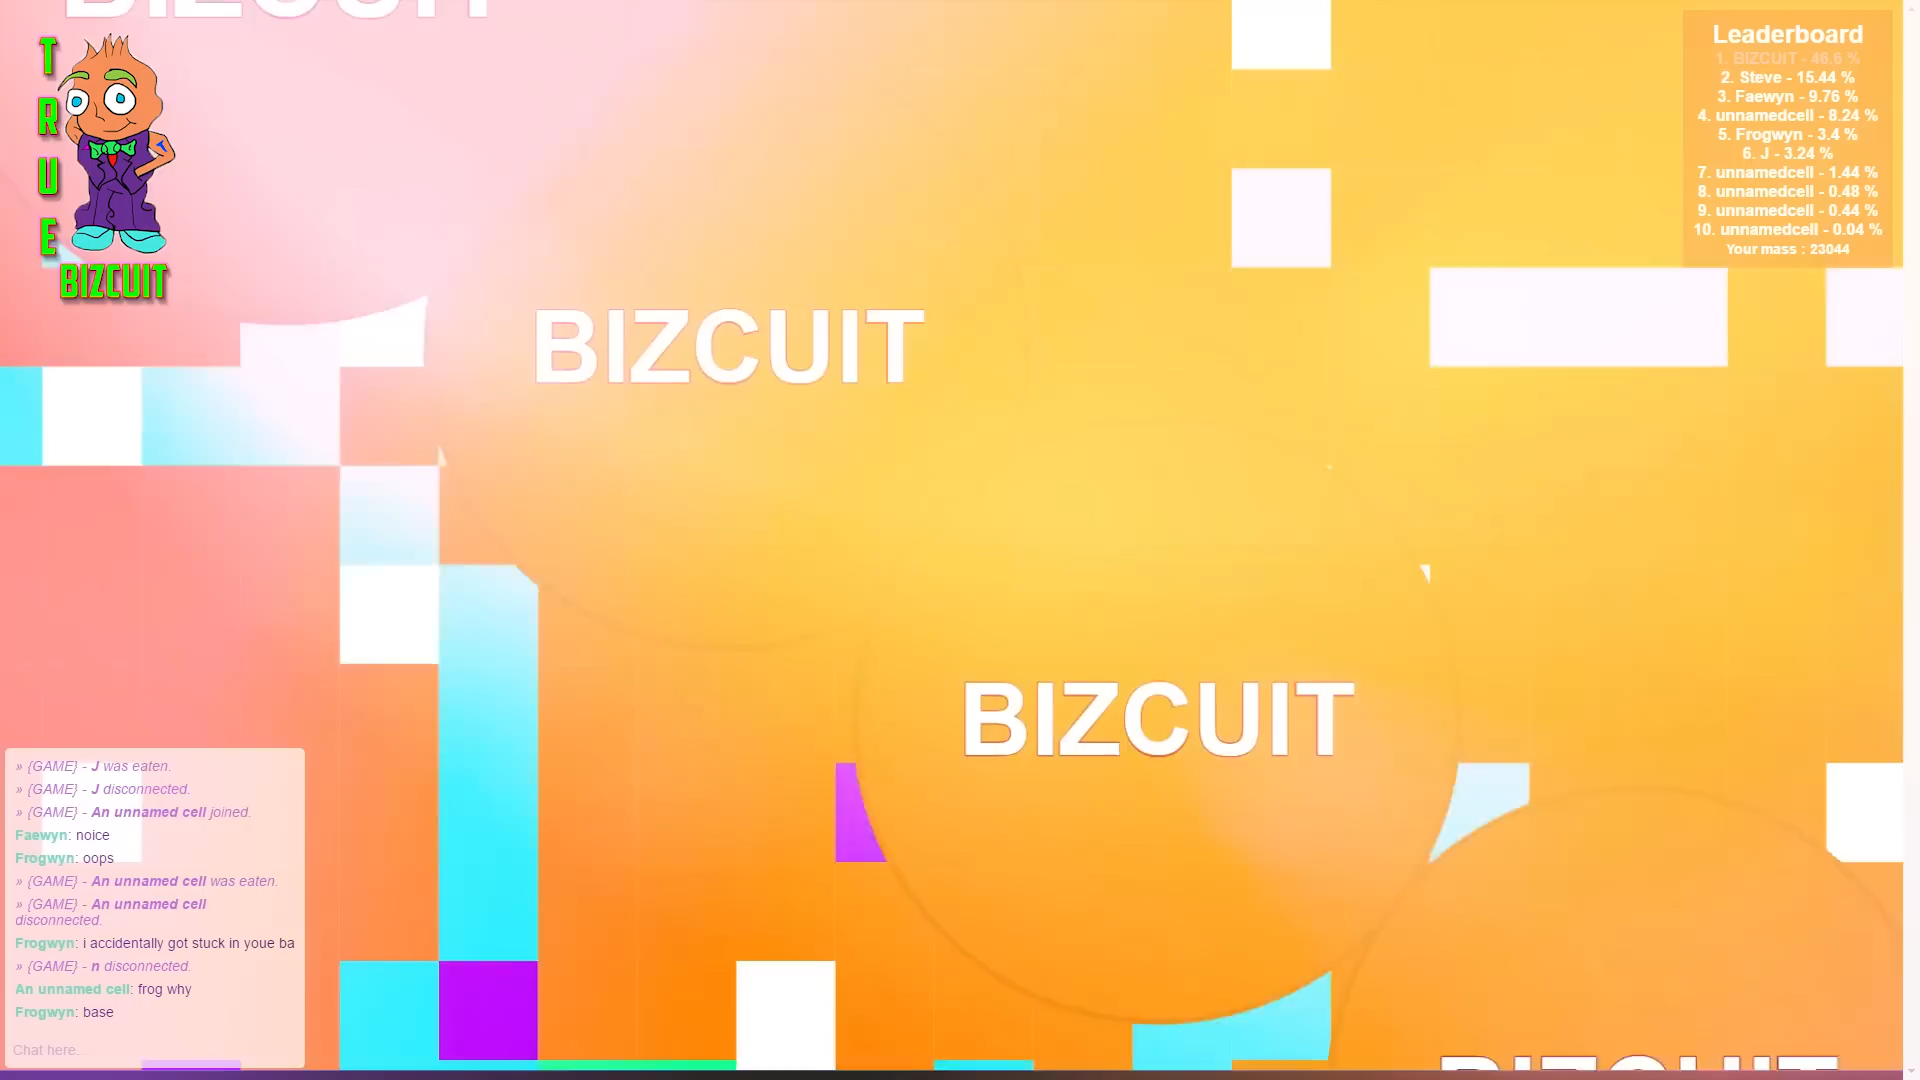 BIZCUIT
T
R
U
E
BIZCUIT
Leaderboard
1. BIZCUIT - 46.6 %
2. Steve - 15.44 %
3. Faewyn - 9.76 %
4. unnamedcell - 8.24 %
5. Frogwyn - 3.4 %
6. J - 3.24 %
7. unnamedcell - 1.44 %
8. unnamedcell - 0.48 %
9. unnamedcell - 0.44 %
10. unnamedcell - 0.04 %
Your mass : 23044
BIZCUIT
BIZCUIT
» {GAME} - J was eaten.
» {GAME} - J disconnected.
» {GAME} - An unnamed cell joined.
Faewyn: noice
Frogwyn: oops
» {GAME} - An unnamed cell was eaten.
» {GAME} - An unnamed cell
disconnected.
Frogwyn: i accidentally got stuck in youe ba
» {GAME} - n disconnected.
An unnamed cell: frog why
Frogwyn: base
Chat here...
BIZCUIT